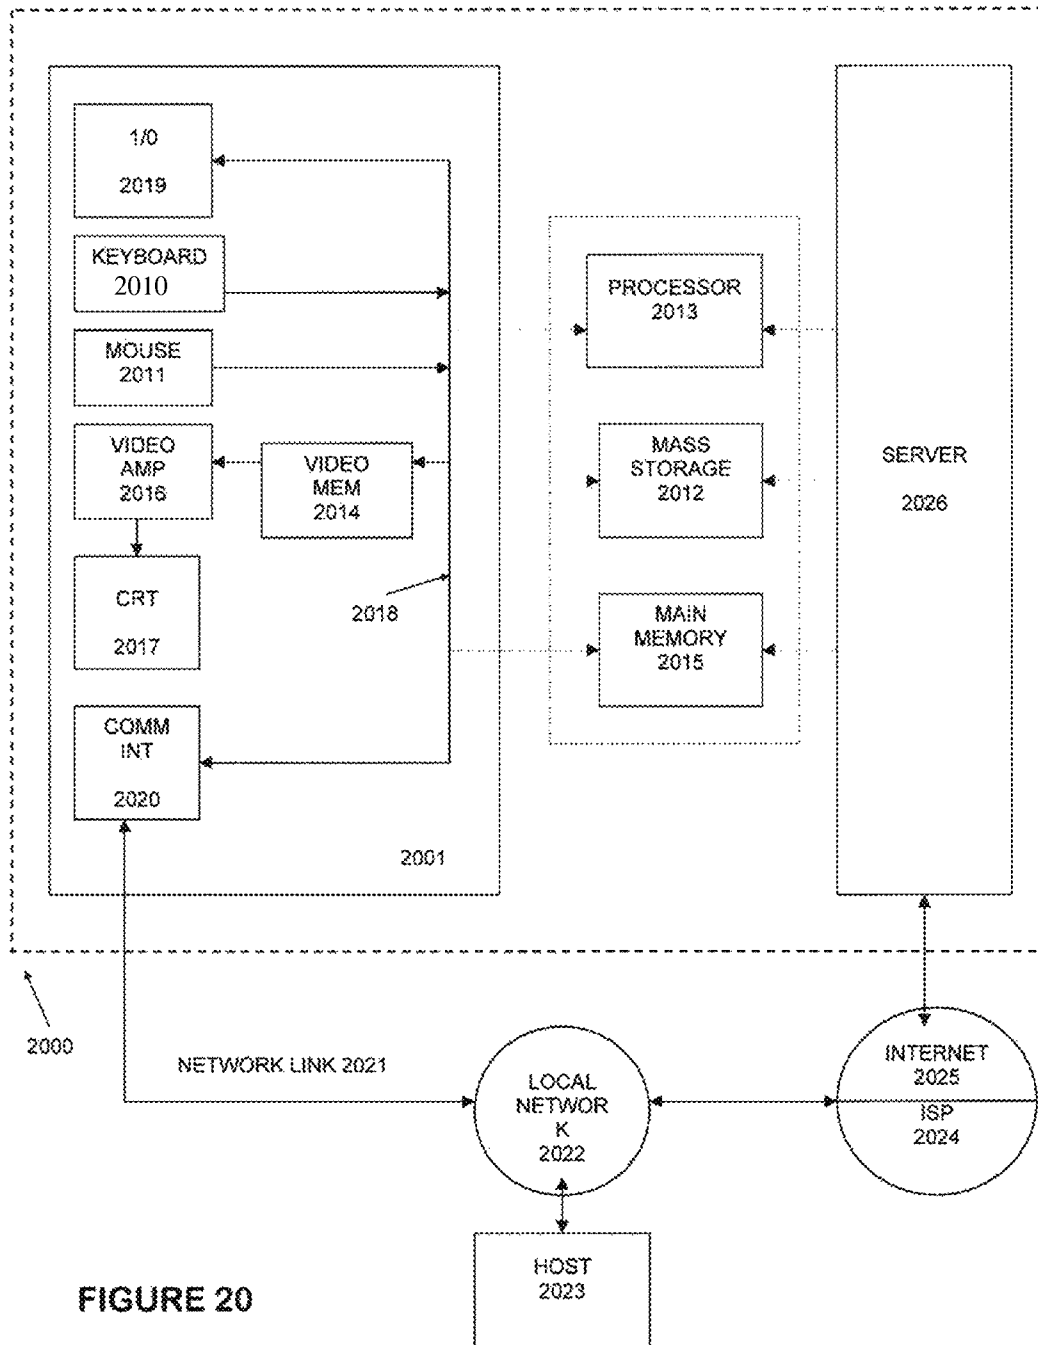 1/0
2019
KEYBOARD
2010
MOUSE
2011
VIDEO
AMP
2016
VIDEO
MEM
2014
CRT
2017
2018
COMM
INT
2020
2001
PROCESSOR
2013
MASS
STORAGE
2012
MAIN
MEMORY
2015
SERVER
2026
2000
NETWORK LINK 2021
LOCAL
NETWOR
K
2022
INTERNET
2025
ISP
2024
HOST
2023
FIGURE 20